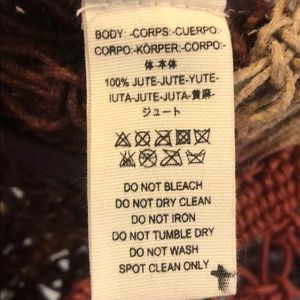 BODY: -CORPS:-CUERPO:-
CORPO:-KÖRPER:-CORPO:-
体·本体
100% JUTE-JUTE-YUTE-
IUTA-JUTE-JUTA-黄麻-
ジュート
DO NOT BLEACH
DO NOT DRY CLEAN
DO NOT IRON
DO NOT TUMBLE DRY
DO NOT WASH
SPOT CLEAN ONLY